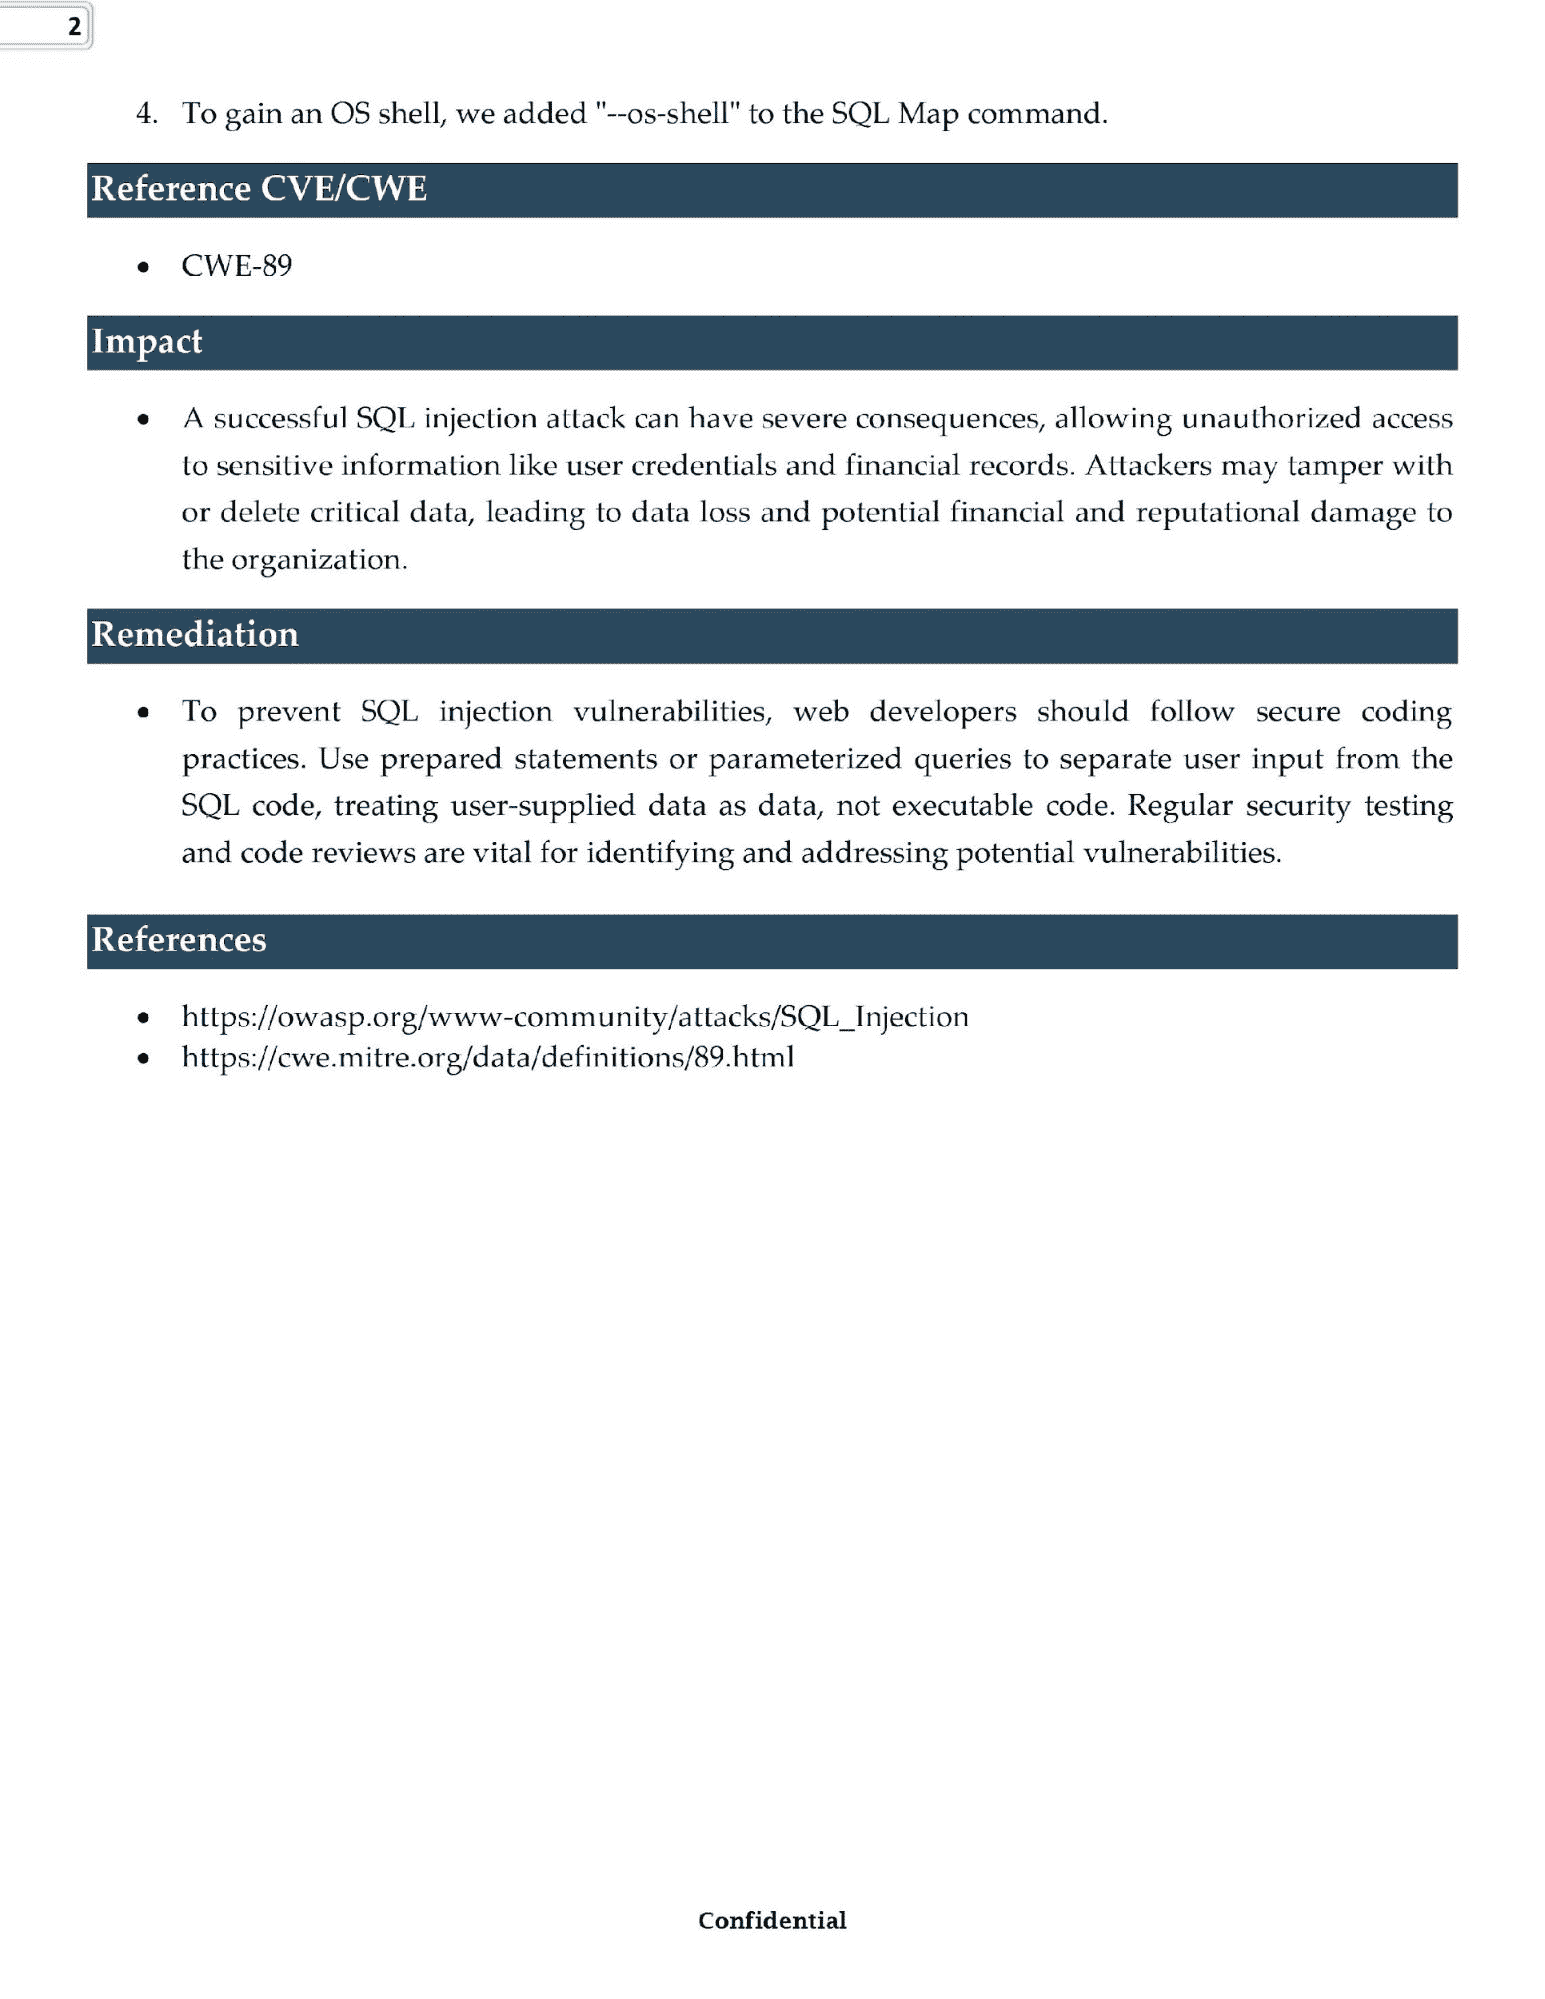 2
4. To gain an OS shell, we added "--os-shell" to the SQL Map command.
Reference CVE/CWE
• CWE-89
Impact
• A successful SQL injection attack can have severe consequences, allowing unauthorized access
to sensitive information like user credentials and financial records. Attackers may tamper with
or delete critical data, leading to data loss and potential financial and reputational damage to
the organization.
Remediation
• To prevent SQL injection vulnerabilities, web developers should follow secure coding
practices. Use prepared statements or parameterized queries to separate user input from the
SQL code, treating user-supplied data as data, not executable code. Regular security testing
and code reviews are vital for identifying and addressing potential vulnerabilities.
References
• https://owasp.org/www-community/attacks/SQL_Injection
• https://cwe.mitre.org/data/definitions/89.html
Confidential